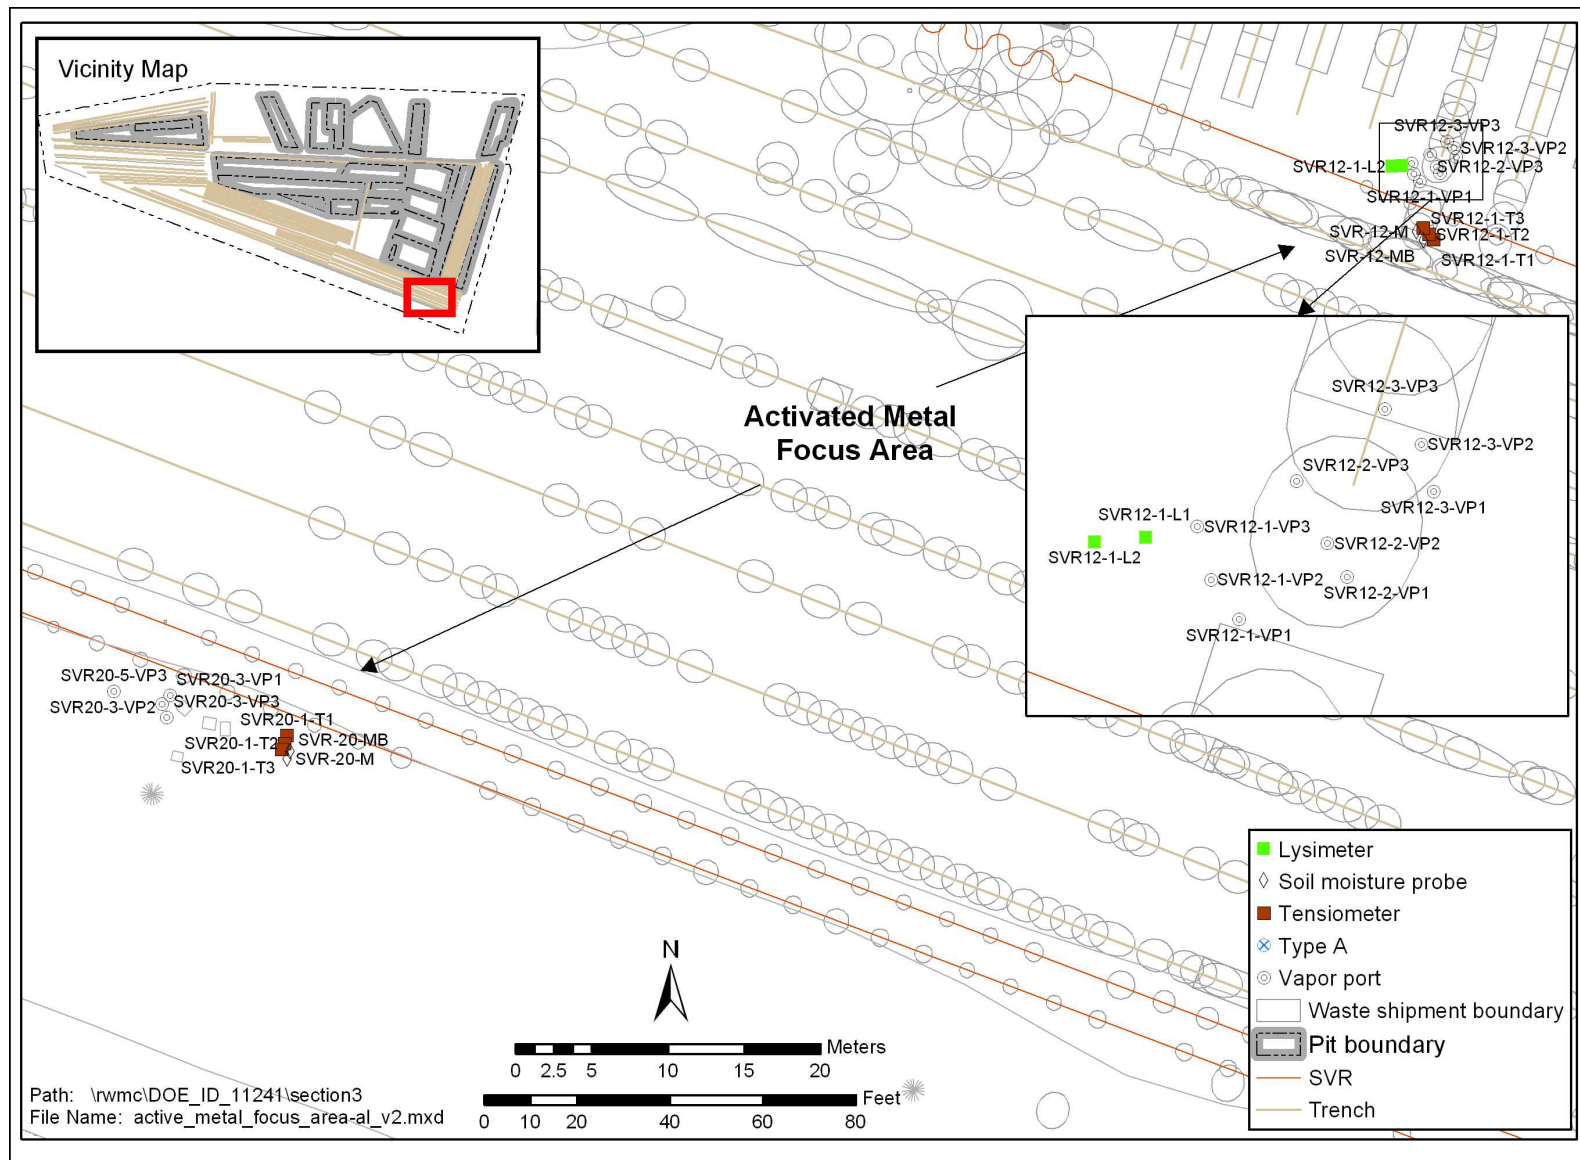 Vicinity Map
SVR12-3-VP3
SVR12-3-VP2
SVR12-1-L2
SVR12-2-VP3
SVR12-1-VP1
SVR12-1-T3
SVR-12-M
SVR12-1-T2
SVR-12-MB
SVR12-1-T1
Activated Metal
Focus Area
SVR12-3-VP3
SVR12-3-VP2
SVR12-2-VP3
SVR12-3-VP1
SVR12-1-L1
SVR12-1-VP3
SVR12-2-VP2
SVR12-1-L2
SVR12-1-VP2
SVR12-2-VP1
SVR12-1-VP1
SVR20-5-VP3
SVR20-3-VP1
SVR20-3-VP3
SVR20-3-VP2
SVR20-1-T1
SVR20-1-T2
SVR-20-MB
SVR-20-M
SVR20-1-T3
Lysimeter
Soil moisture probe
Tensiometer
Type A
Vapor port
Waste shipment boundary
Pit boundary
SVR
Trench
N
Meters
0 2.5 5 10 15 20
Feet
0 10 20 40 60 80
Path: \rwmc\DOE_ID_11241\section3
File Name: active_metal_focus_area-al_v2.mxd